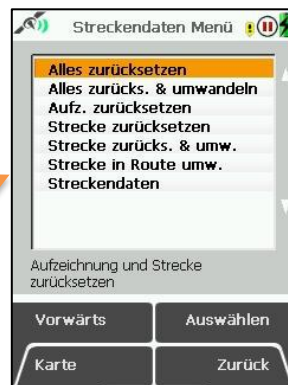 Streckendaten Menü
Alles zurücksetzen
Alles zurücks. & umwandeln
Aufz. zurücksetzen
Strecke zurücksetzen
Strecke zurücks. & umw.
Strecke in Route umw.
Streckendaten
Aufzeichnung und Strecke
zurücksetzen
Vorwärts
Auswählen
Karte
Zurück